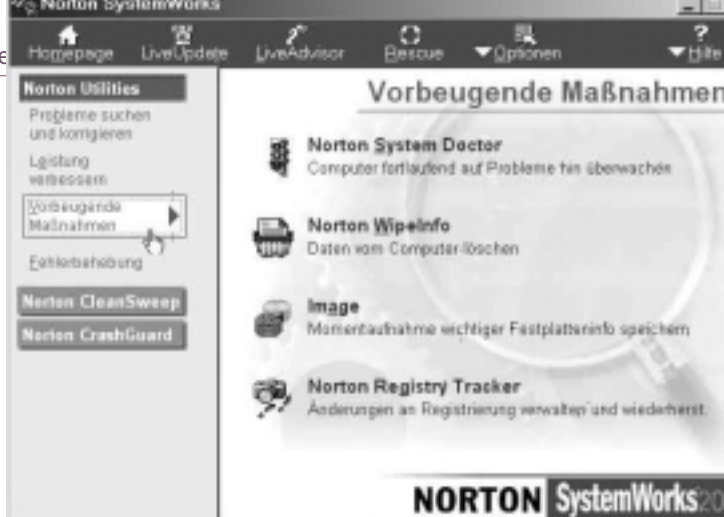 Norton SystemWorks
Homepage LiveUpdate LiveAdvisor Rescue Optionen Hilfe
Norton Utilities
Probleme suchen
und korrigieren
Leistung
verbessern
Vorbeugende
Maßnahmen
Fehlerbehebung
Norton CleanSweep
Norton CrashGuard
Vorbeugende Maßnahmen
Norton System Doctor
Computer fortlaufend auf Probleme hin überwachen
Norton WipeInfo
Daten vom Computer löschen
Image
Momentaufnahme wichtiger Festplatteninfo speichern
Norton Registry Tracker
Änderungen an Registrierung verwalten und wiederherst.
NORTON SystemWorks 20